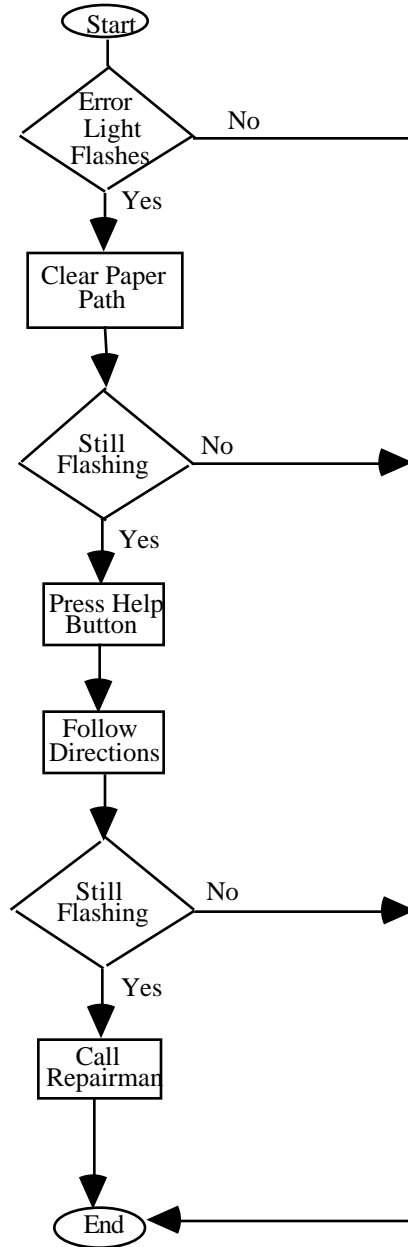 Start
Error
Light
Flashes
No
Yes
Clear Paper
Path
Still
Flashing
No
Yes
Press Help
Button
Follow
Directions
Still
Flashing
No
Yes
Call
Repairman
End